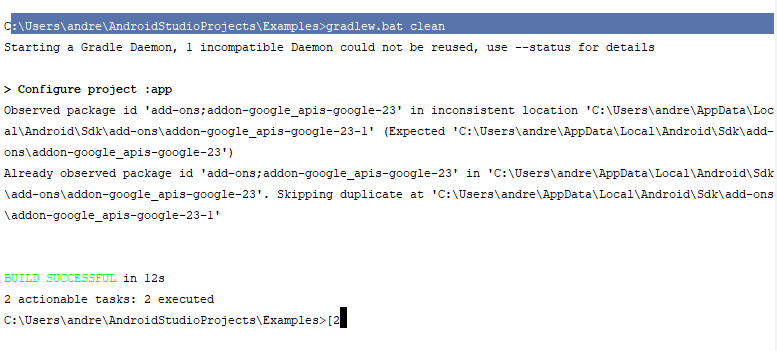 C:\Users\andre\AndroidStudioProjects\Examples>gradlew.bat clean
Starting a Gradle Daemon, 1 incompatible Daemon could not be reused, use --status for details
> Configure project :app
Observed package id 'add-ons;addon-google_apis-google-23' in inconsistent location 'C:\Users\andre\AppData\Loc
al\Android\Sdk\add-ons\addon-google_apis-google-23-1' (Expected 'C:\Users\andre\AppData\Local\Android\Sdk\add-
ons\addon-google_apis-google-23')
Already observed package id 'add-ons;addon-google_apis-google-23' in 'C:\Users\andre\AppData\Local\Android\Sdk
\add-ons\addon-google_apis-google-23'. Skipping duplicate at 'C:\Users\andre\AppData\Local\Android\Sdk\add-ons
\addon-google_apis-google-23-1'
BUILD SUCCESSFUL in 12s
2 actionable tasks: 2 executed
C:\Users\andre\AndroidStudioProjects\Examples>[2